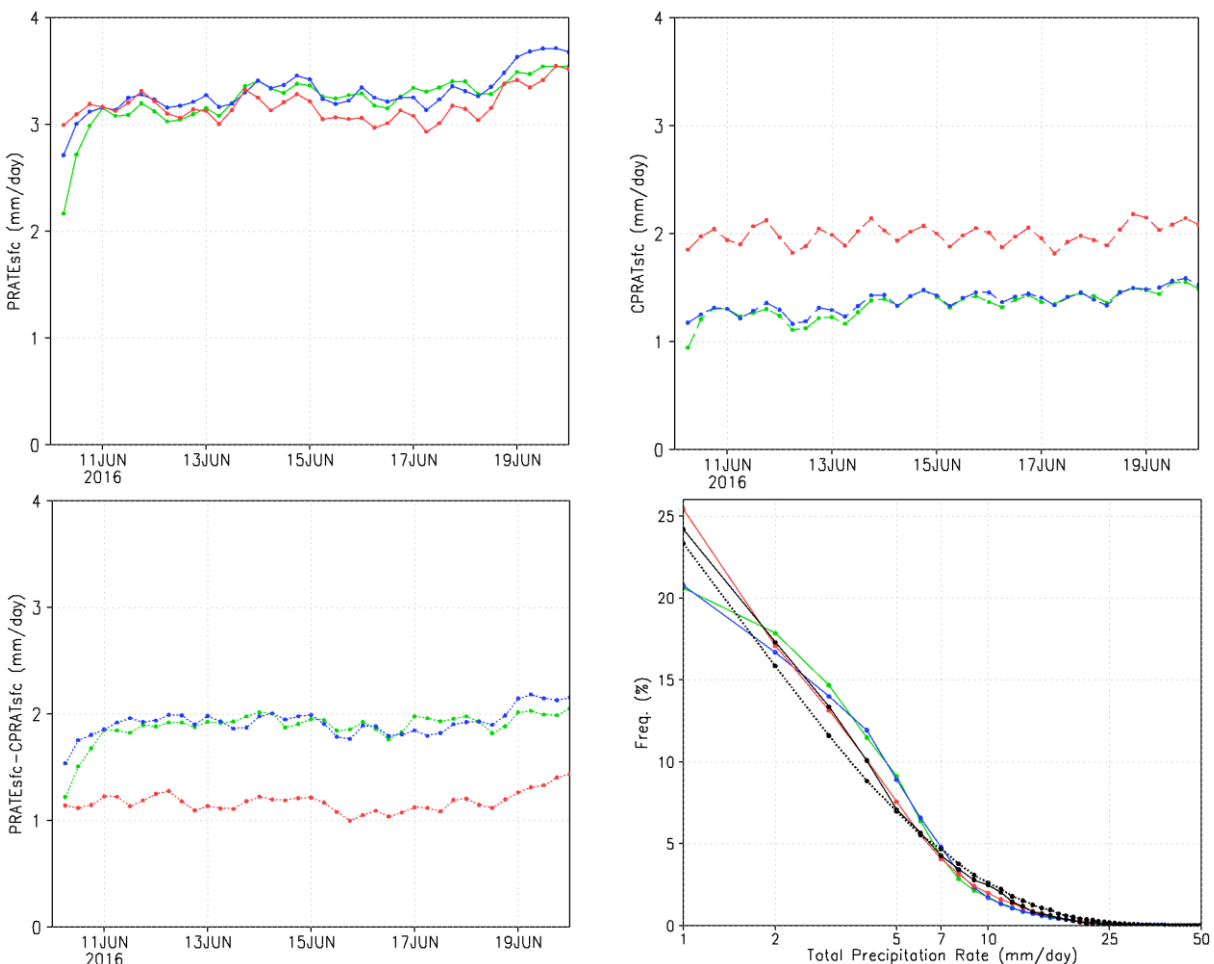 4
3
2
1
0
PRATEsfc (mm/day)
11JUN
2016
13JUN
15JUN
17JUN
19JUN
4
3
2
1
0
CPRATsfc (mm/day)
11JUN
2016
13JUN
15JUN
17JUN
19JUN
4
3
2
1
0
PRATEsfc-CPRATsfc (mm/day)
11JUN
2016
13JUN
15JUN
17JUN
19JUN
25
20
15
10
5
0
Freq. (%)
1
2
5
7
10
25
50
Total Precipitation Rate (mm/day)